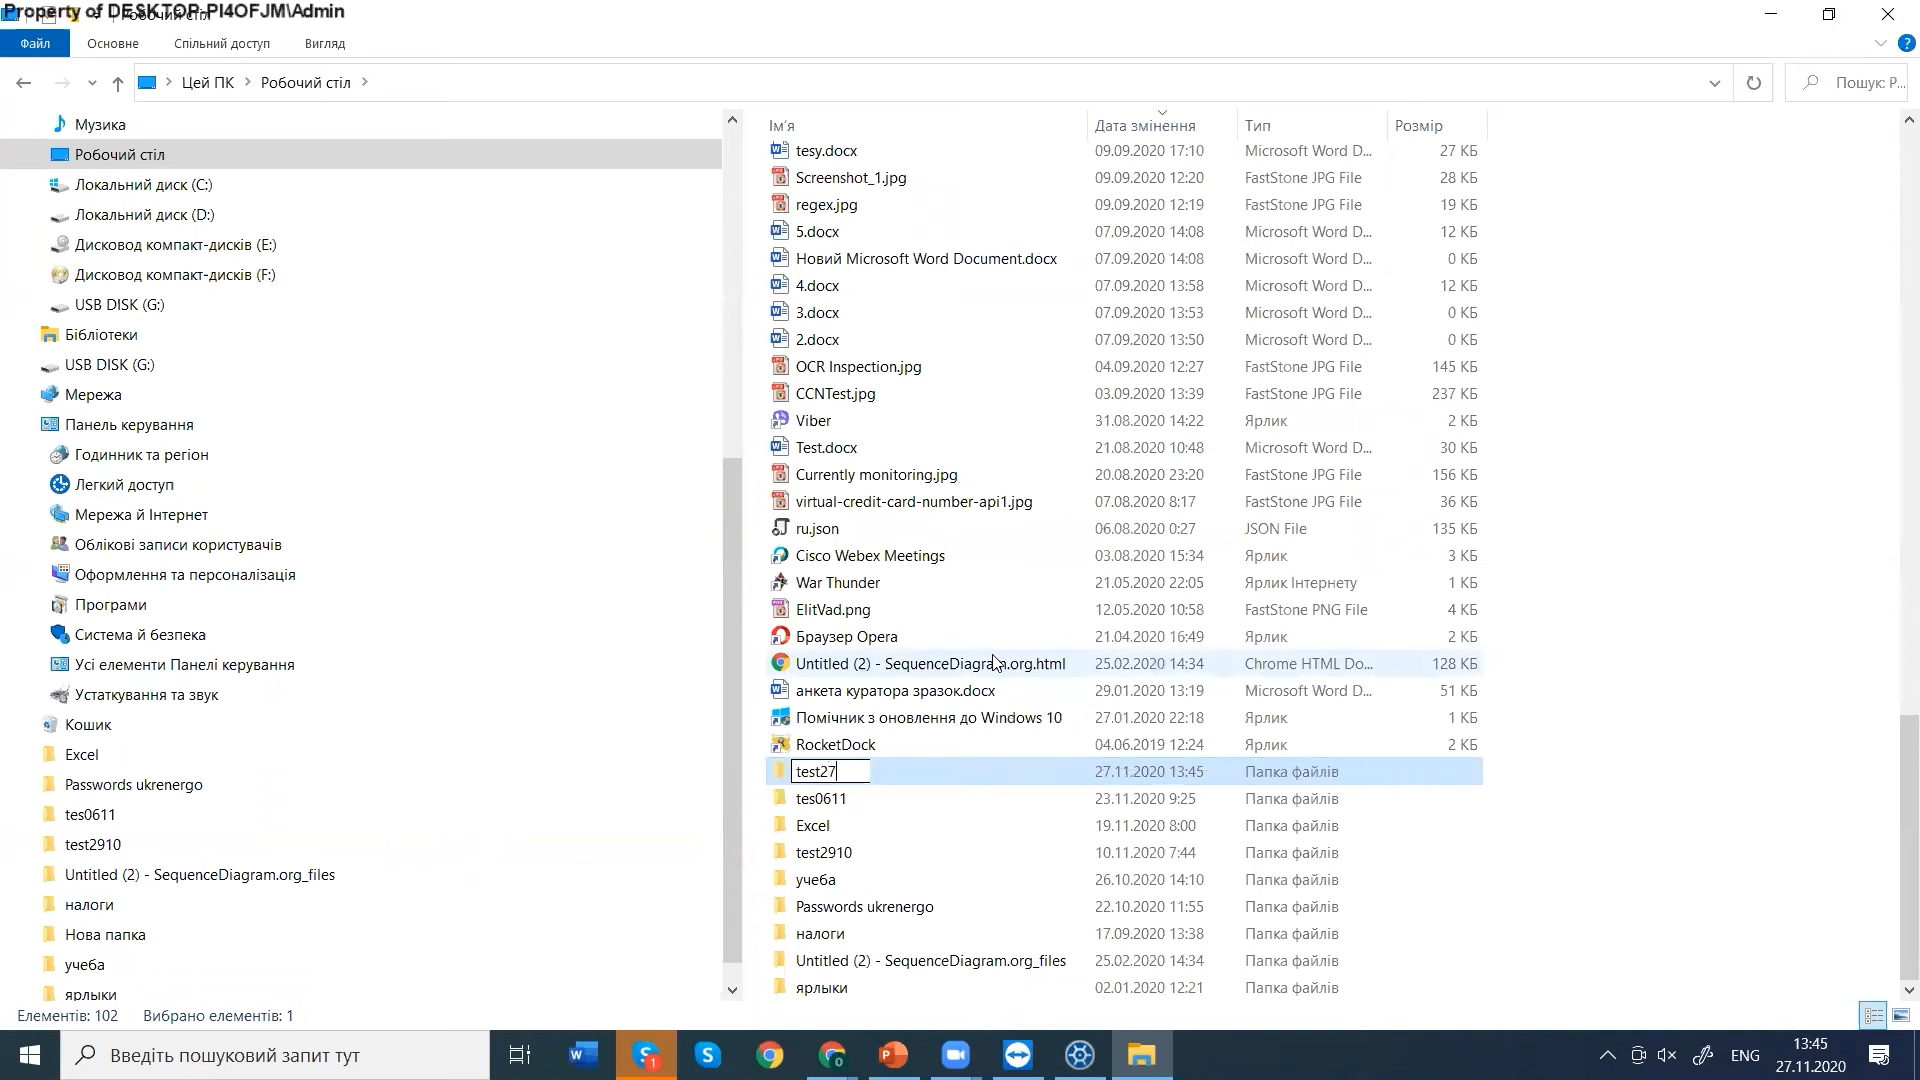 Property of DESKTOP-PI4OFJM\Admin
Робочий стіл
Файл Основне Спільний доступ Вигляд
Цей ПК Робочий стіл Пошук: Р...
Музика
Робочий стіл
Локальний диск (C:)
Локальний диск (D:)
Дисковод компакт-дисків (E:)
Дисковод компакт-дисків (F:)
USB DISK (G:)
Бібліотеки
USB DISK (G:)
Мережа
Панель керування
Годинник та регіон
Легкий доступ
Мережа й Інтернет
Облікові записи користувачів
Оформлення та персоналізація
Програми
Система й безпека
Усі елементи Панелі керування
Устаткування та звук
Кошик
Excel
Passwords ukrenergo
tes0611
test2910
Untitled (2) - SequenceDiagram.org_files
налоги
Нова папка
учеба
ярлыки
Ім'я Дата змінення Тип Розмір
tesy.docx 09.09.2020 17:10 Microsoft Word D... 27 КБ
Screenshot_1.jpg 09.09.2020 12:20 FastStone JPG File 28 КБ
regex.jpg 09.09.2020 12:19 FastStone JPG File 19 КБ
5.docx 07.09.2020 14:08 Microsoft Word D... 12 КБ
Новий Microsoft Word Document.docx 07.09.2020 14:08 Microsoft Word D... 0 КБ
4.docx 07.09.2020 13:58 Microsoft Word D... 12 КБ
3.docx 07.09.2020 13:53 Microsoft Word D... 0 КБ
2.docx 07.09.2020 13:50 Microsoft Word D... 0 КБ
OCR Inspection.jpg 04.09.2020 12:27 FastStone JPG File 145 КБ
CCNTest.jpg 03.09.2020 13:39 FastStone JPG File 237 КБ
Viber 31.08.2020 14:22 Ярлик 2 КБ
Test.docx 21.08.2020 10:48 Microsoft Word D... 30 КБ
Currently monitoring.jpg 20.08.2020 23:20 FastStone JPG File 156 КБ
virtual-credit-card-number-api1.jpg 07.08.2020 8:17 FastStone JPG File 36 КБ
ru.json 06.08.2020 0:27 JSON File 135 КБ
Cisco Webex Meetings 03.08.2020 15:34 Ярлик 3 КБ
War Thunder 21.05.2020 22:05 Ярлик Інтернету 1 КБ
ElitVad.png 12.05.2020 10:58 FastStone PNG File 4 КБ
Браузер Opera 21.04.2020 16:49 Ярлик 2 КБ
Untitled (2) - SequenceDiagram.org.html 25.02.2020 14:34 Chrome HTML Do... 128 КБ
анкета куратора зразок.docx 29.01.2020 13:19 Microsoft Word D... 51 КБ
Помічник з оновлення до Windows 10 27.01.2020 22:18 Ярлик 1 КБ
RocketDock 04.06.2019 12:24 Ярлик 2 КБ
test27 27.11.2020 13:45 Папка файлів
tes0611 23.11.2020 9:25 Папка файлів
Excel 19.11.2020 8:00 Папка файлів
test2910 10.11.2020 7:44 Папка файлів
учеба 26.10.2020 14:10 Папка файлів
Passwords ukrenergo 22.10.2020 11:55 Папка файлів
налоги 17.09.2020 13:38 Папка файлів
Untitled (2) - SequenceDiagram.org_files 25.02.2020 14:34 Папка файлів
ярлыки 02.01.2020 12:21 Папка файлів
Елементів: 102 Вибрано елементів: 1
Введіть пошуковий запит тут
ENG
13:45
27.11.2020